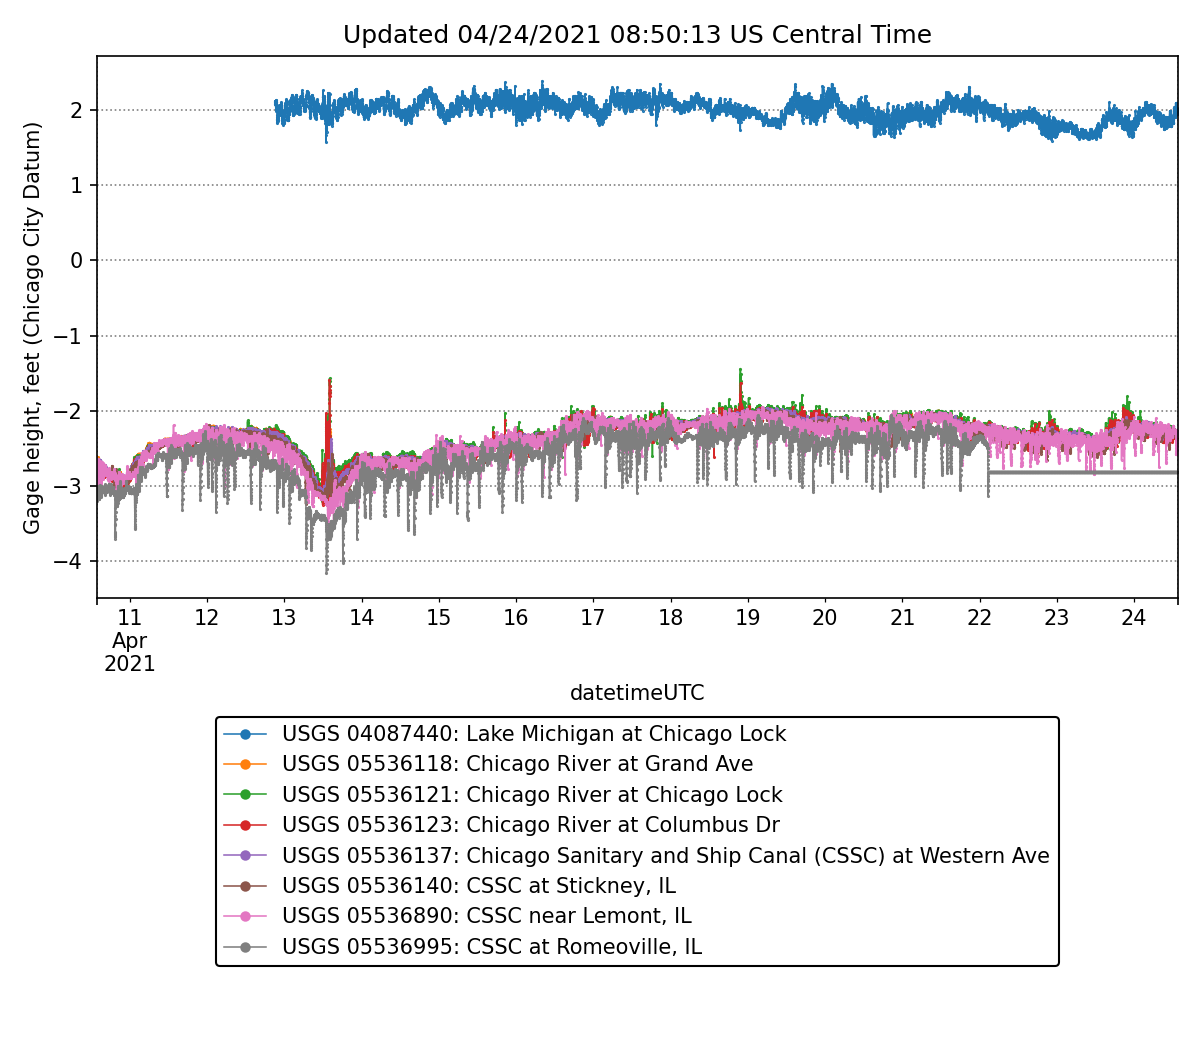 Updated 04/24/2021 08:50:13 US Central Time
Gage height, feet (Chicago City Datum)
2
1
0
−1
−2
−3
−4
11 12 13 14 15 16 17 18 19 20 21 22 23 24
Apr
2021
datetimeUTC
USGS 04087440: Lake Michigan at Chicago Lock
USGS 05536118: Chicago River at Grand Ave
USGS 05536121: Chicago River at Chicago Lock
USGS 05536123: Chicago River at Columbus Dr
USGS 05536137: Chicago Sanitary and Ship Canal (CSSC) at Western Ave
USGS 05536140: CSSC at Stickney, IL
USGS 05536890: CSSC near Lemont, IL
USGS 05536995: CSSC at Romeoville, IL